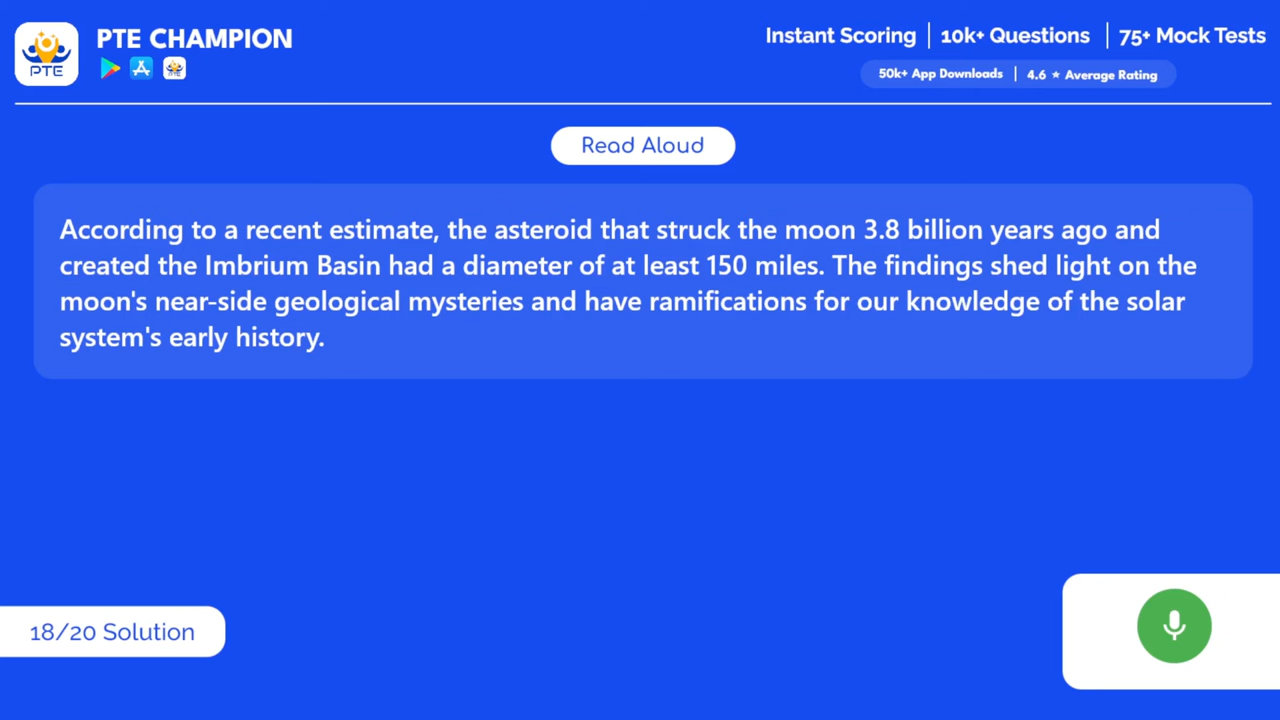 PTE CHAMPION
PTE
Instant Scoring | 10k+ Questions | 75+ Mock Tests
50k+ App Downloads | 4.6 ★ Average Rating
Read Aloud
According to a recent estimate, the asteroid that struck the moon 3.8 billion years ago and
created the Imbrium Basin had a diameter of at least 150 miles. The findings shed light on the
moon's near-side geological mysteries and have ramifications for our knowledge of the solar
system's early history.
18/20 Solution